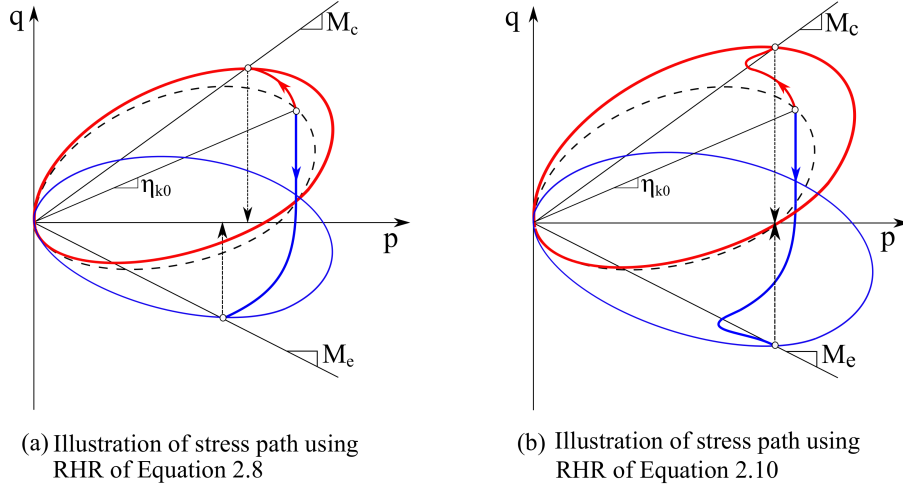 q
M_c
η_k0
p
M_e
(a) Illustration of stress path using
RHR of Equation 2.8
q
M_c
η_k0
p
M_e
(b) Illustration of stress path using
RHR of Equation 2.10